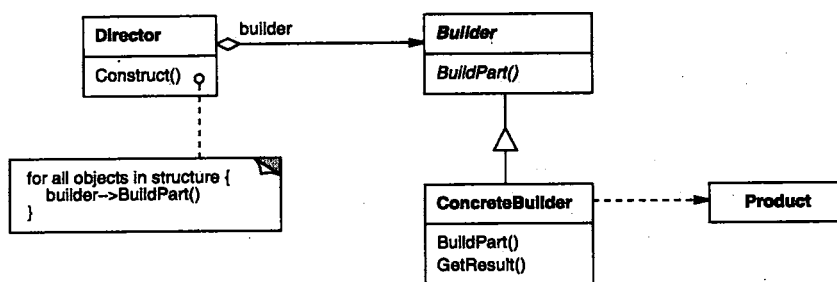 Director
Construct()
builder
Builder
BuildPart()
for all objects in structure {
builder->BuildPart()
}
ConcreteBuilder
BuildPart()
GetResult()
Product